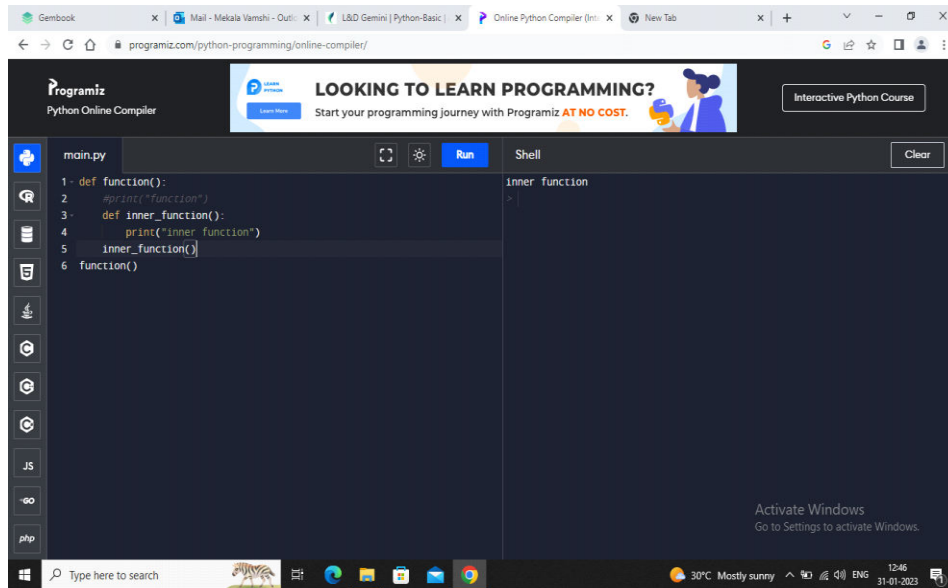 Gembook
Mail - Mekala Vamshi - Outlo
L&D Gemini | Python-Basic |
Online Python Compiler (Inte
New Tab
programiz.com/python-programming/online-compiler/
Programiz
Python Online Compiler
LEARN
PYTHON
Learn More
LOOKING TO LEARN PROGRAMMING?
Start your programming journey with Programiz AT NO COST.
Interactive Python Course
main.py
Run
Shell
Clear
1 def function():
2 #print("function")
3 def inner_function():
4 print("inner function")
5 inner_function()
6 function()
inner function
>
JS
GO
php
Activate Windows
Go to Settings to activate Windows.
Type here to search
30°C Mostly sunny
ENG
12:46
31-01-2023